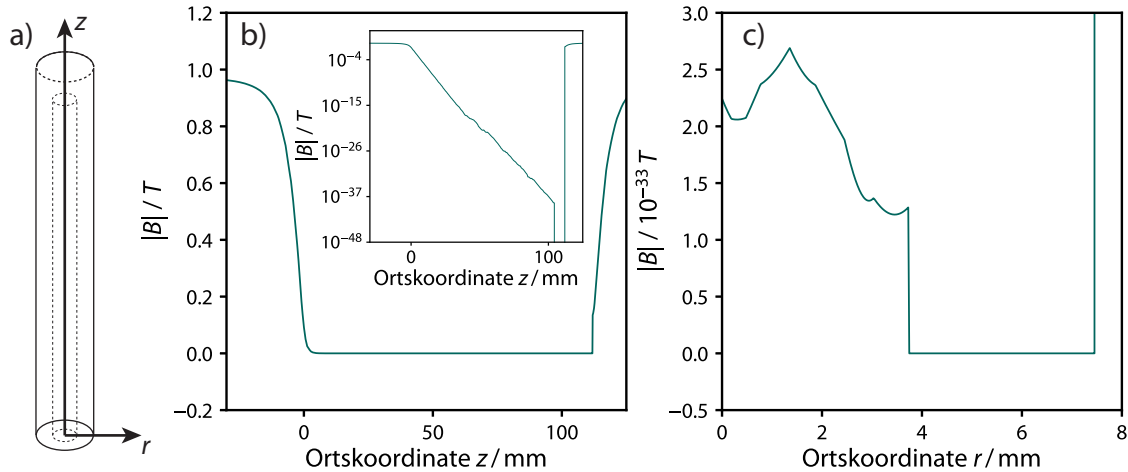 a)
z
r
b)
1.2
1.0
0.8
0.6
0.4
0.2
0.0
−0.2
|B| / T
0
50
100
Ortskoordinate z / mm
10⁻⁴
10⁻¹⁵
10⁻²⁶
10⁻³⁷
10⁻⁴⁸
|B| / T
0
100
Ortskoordinate z / mm
c)
3.0
2.5
2.0
1.5
1.0
0.5
0.0
−0.5
|B| / 10⁻³³ T
0
2
4
6
8
Ortskoordinate r / mm